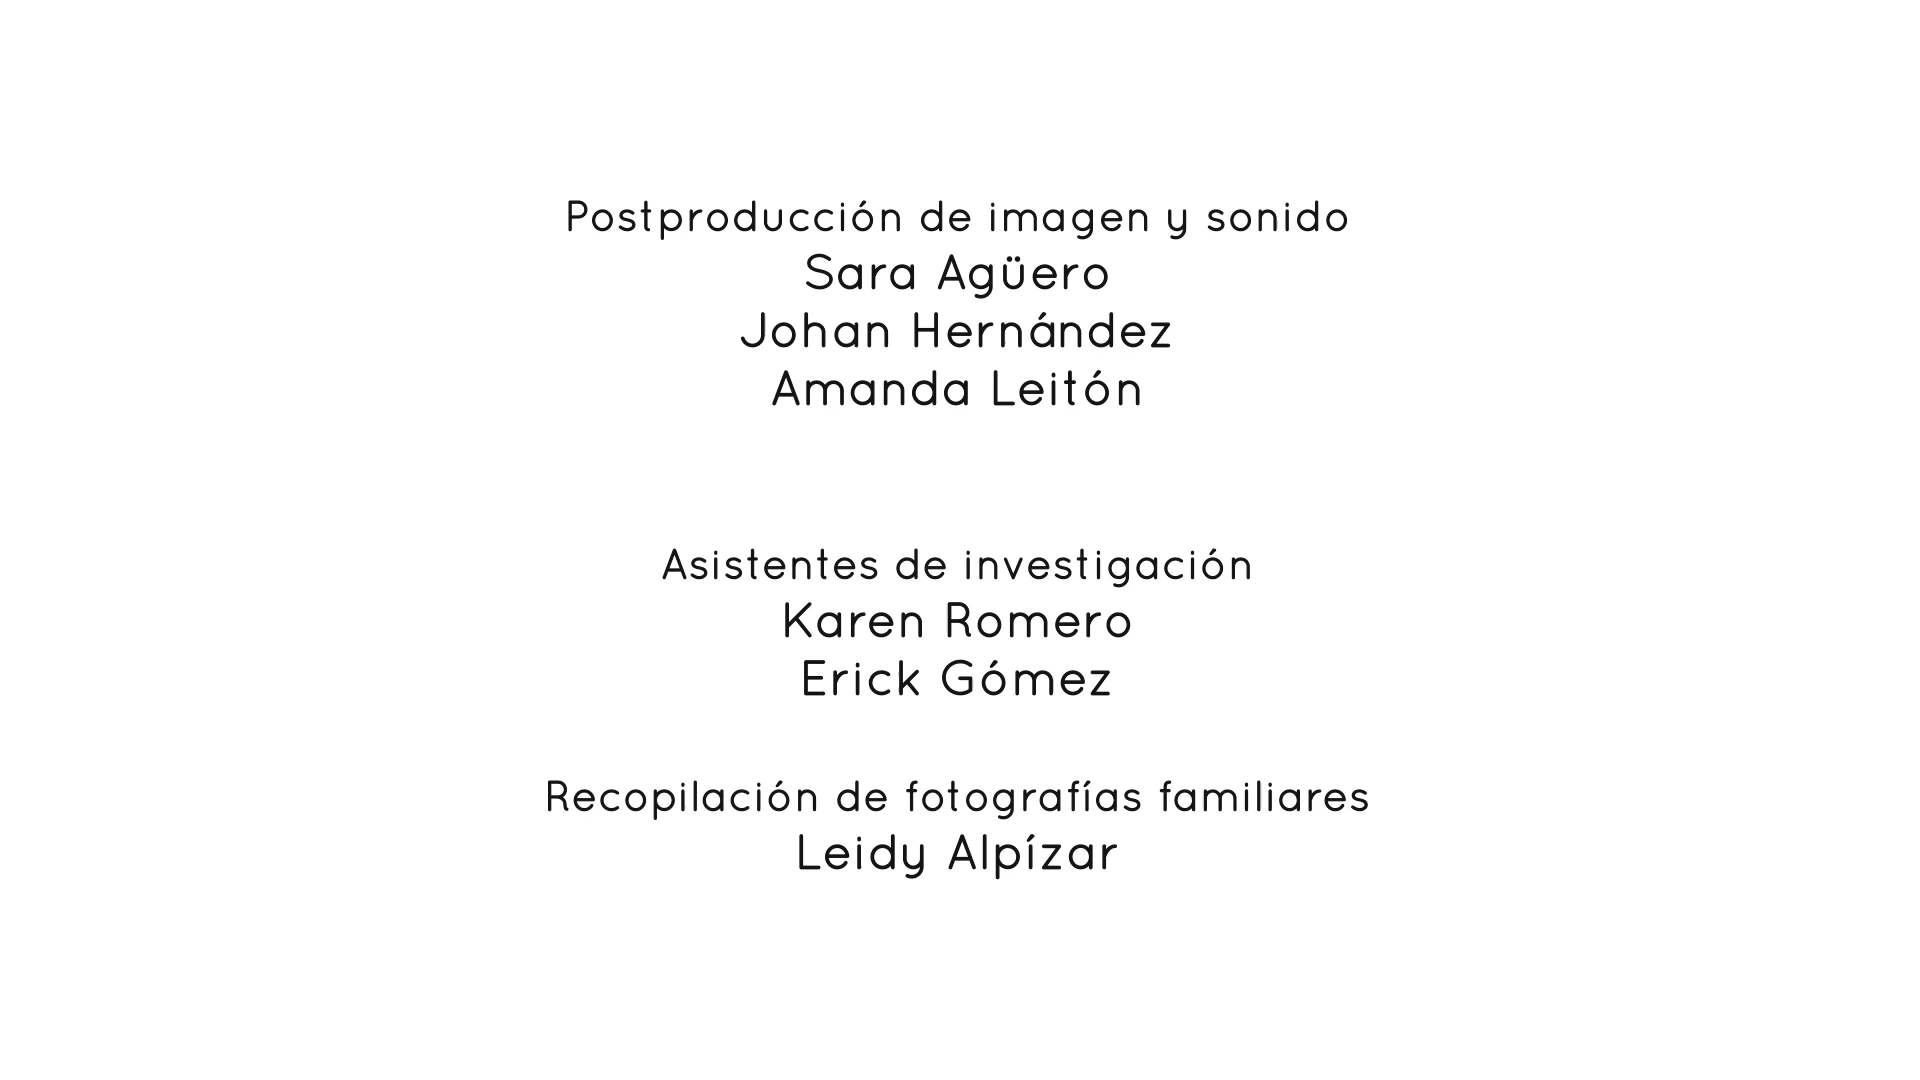 Postproducción de imagen y sonido
Sara Agüero
Johan Hernández
Amanda Leitón
Asistentes de investigación
Karen Romero
Erick Gómez
Recopilación de fotografías familiares
Leidy Alpízar